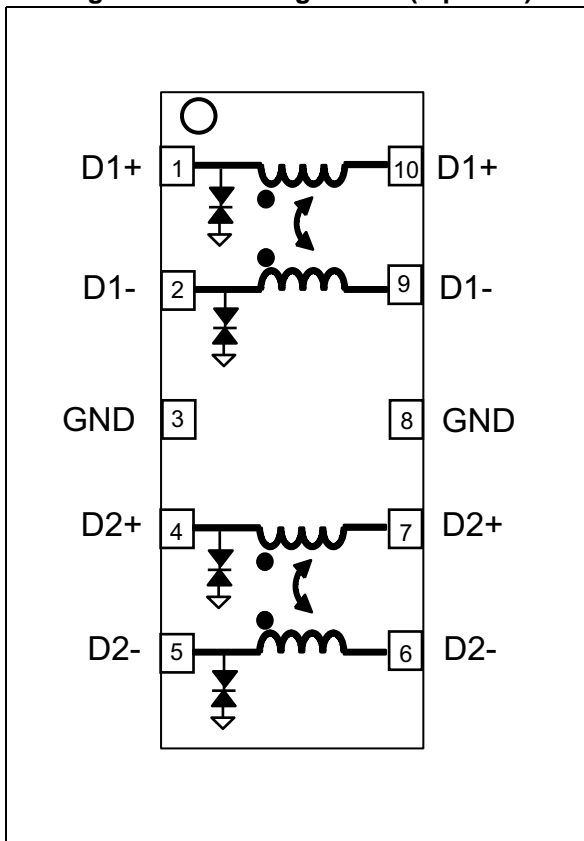 D1+ 1 10 D1+
D1- 2 9 D1-
GND 3 8 GND
D2+ 4 7 D2+
D2- 5 6 D2-